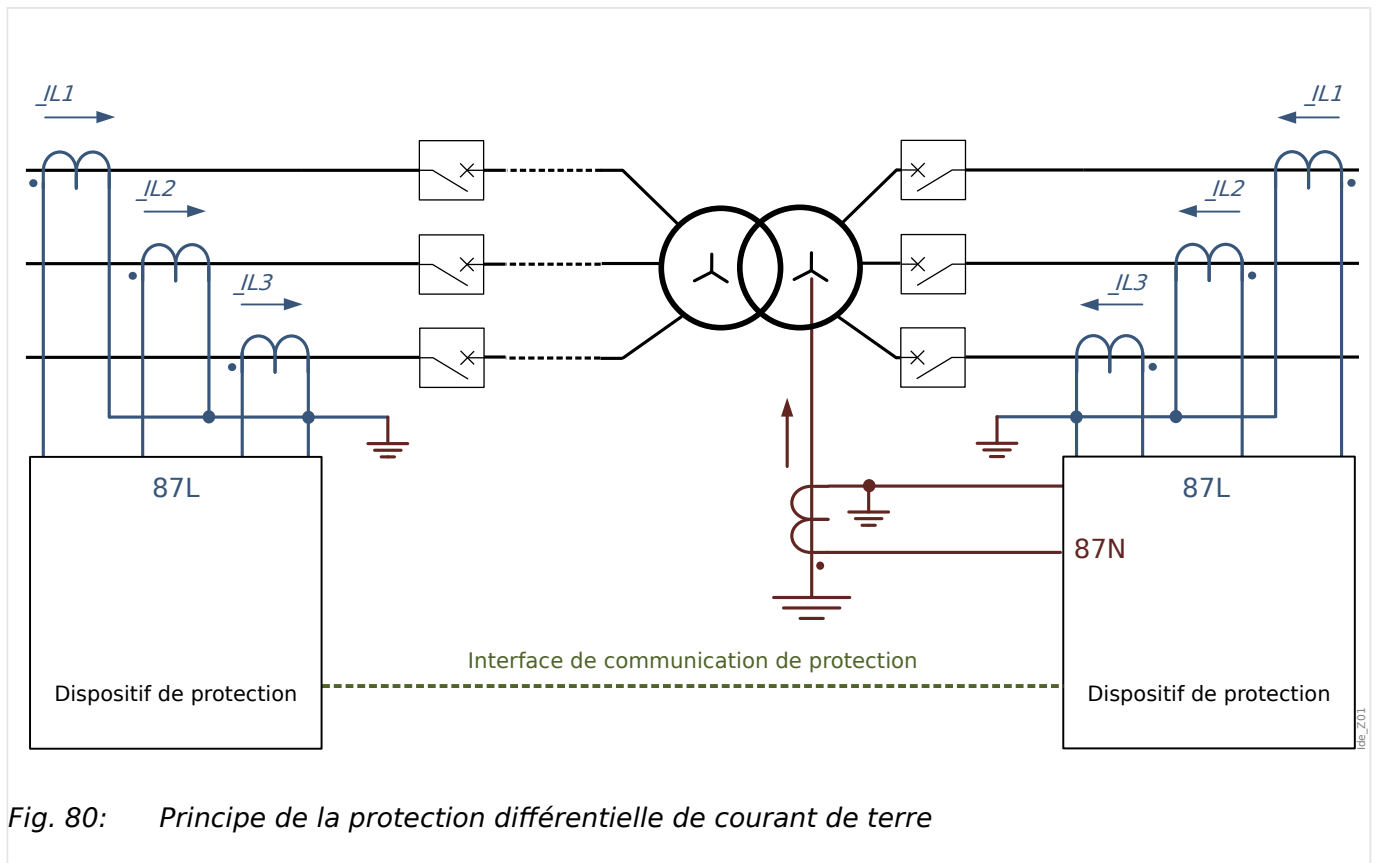 _IL1
_IL1
_IL2
_IL2
_IL3
_IL3
87L
87L
87N
Interface de communication de protection
Dispositif de protection
Dispositif de protection
lde_Z01
Fig. 80: Principe de la protection différentielle de courant de terre